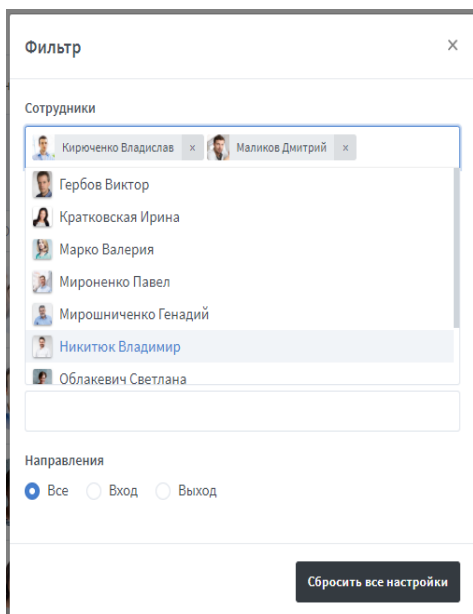 Фильтр ×
Сотрудники
Кирюченко Владислав × Маликов Дмитрий ×
Гербов Виктор
Кратковская Ирина
Марко Валерия
Мироненко Павел
Мирошниченко Генадий
Никитюк Владимир
Облакевич Светлана
Направления
Все Вход Выход
Сбросить все настройки